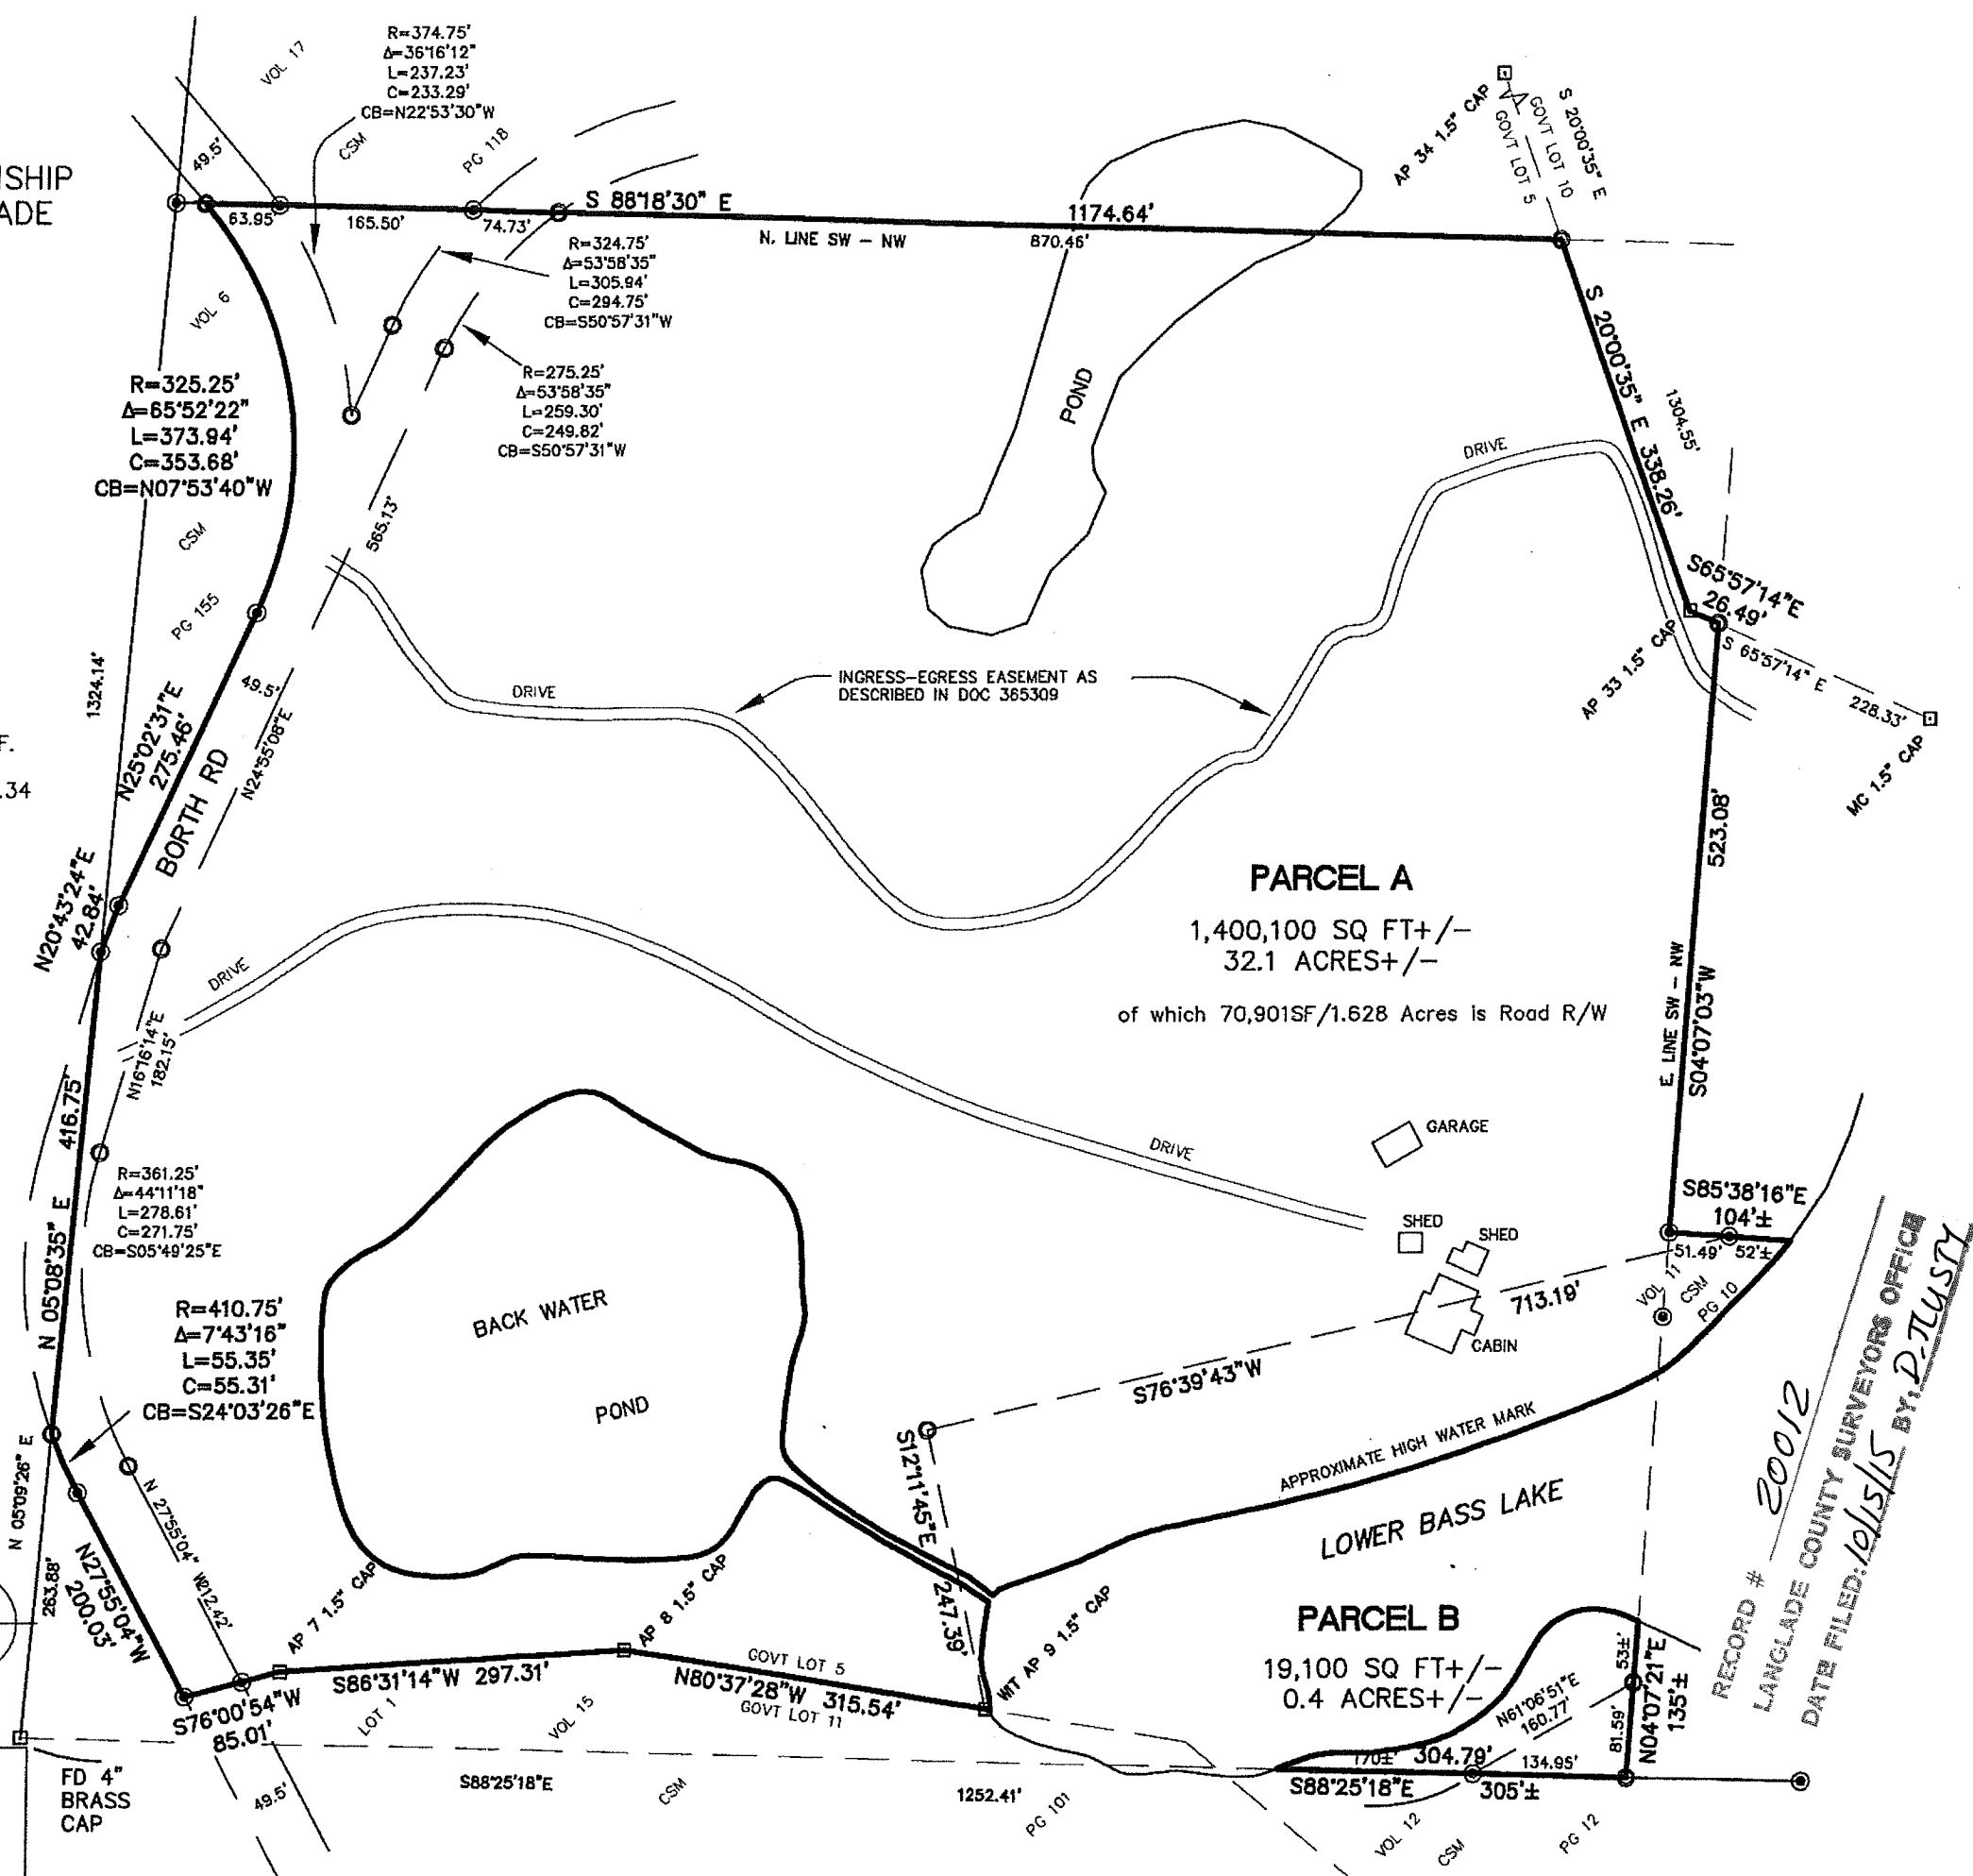 R=374.75'
Δ=36°16'12"
L=237.23'
C=233.29'
CB=N22°53'30"W
VOL 17
CSM
PG 118
49.5'
NSHIP
ADE
63.95'
165.50'
74.73'
S 88°18'30" E
1174.64'
N. LINE SW - NW
870.46'
AP 34 1.5" CAP
GOVT LOT 5
GOVT LOT 10
S 20°00'35" E
R=324.75'
Δ=53°58'35"
L=305.94'
C=294.75'
CB=S50°57'31"W
R=275.25'
Δ=53°58'35"
L=259.30'
C=249.82'
CB=S50°57'31"W
VOL 6
R=325.25'
Δ=65°52'22"
L=373.94'
C=353.68'
CB=N07°53'40"W
CSM
PG 155
565.13'
POND
S 20°00'35" E 338.26'
1304.55'
DRIVE
S65°57'14"E
26.49'
AP 33 1.5" CAP
S 65°57'14" E
228.33'
MC 1.5" CAP
1324.14'
N25°02'31"E
275.46'
49.5'
BORTH RD
N24°55'08"E
DRIVE
INGRESS-EGRESS EASEMENT AS
DESCRIBED IN DOC 365309
F.
.34
523.08'
PARCEL A
1,400,100 SQ FT+/-
32.1 ACRES+/-
of which 70,901SF/1.628 Acres is Road R/W
E. LINE SW - NW
S04°07'03"W
N20°43'24"E
42.84'
DRIVE
N16°16'14"E
182.15'
N 05°08'35" E 416.75'
R=361.25'
Δ=44°11'18"
L=278.61'
C=271.75'
CB=S05°49'25"E
GARAGE
DRIVE
SHED
SHED
CABIN
S85°38'16"E
104'±
51.49'
52'±
VOL 11
CSM
PG 10
713.19'
S76°39'43"W
R=410.75'
Δ=7°43'16"
L=55.35'
C=55.31'
CB=S24°03'26"E
BACK WATER
POND
S12°11'45"E
247.39'
APPROXIMATE HIGH WATER MARK
LOWER BASS LAKE
N 05°09'26" E
263.88'
N 27°55'04" W212.42'
N27°55'04"W
200.03'
AP 7 1.5" CAP
AP 8 1.5" CAP
WIT AP 9 1.5" CAP
S76°00'54"W
85.01'
S86°31'14"W 297.31'
GOVT LOT 5
N80°37'28"W 315.54'
GOVT LOT 11
LOT 1
VOL 15
PARCEL B
19,100 SQ FT+/-
0.4 ACRES+/-
N61°06'51"E
160.77'
53±'
81.59'
N04°07'21"E
135'±
170±'
304.79'
134.95'
S88°25'18"E
305'±
FD 4"
BRASS
CAP
49.5'
S88°25'18"E
CSM
1252.41'
PG 101
VOL 12
CSM
PG 12
RECORD # 20012
LANGLADE COUNTY SURVEYORS OFFICE
DATE FILED: 10/15/15 BY: D. TLUSTY